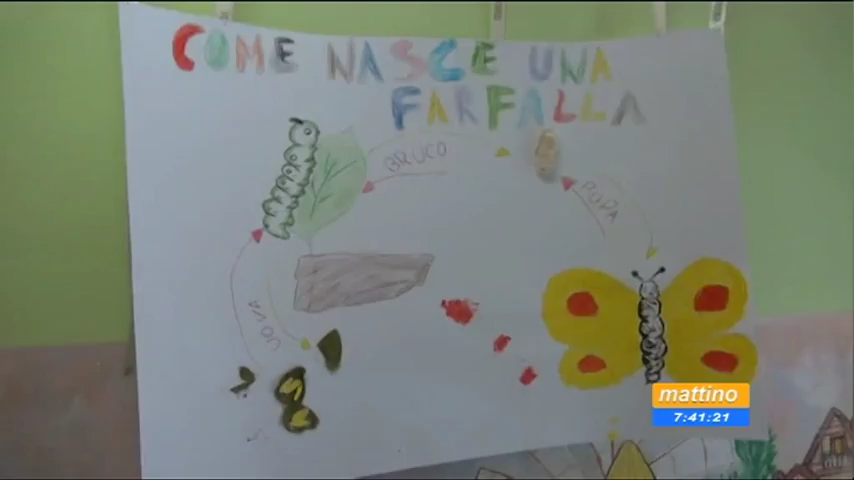 COME NASCE UNA
FARFALLA
BRUCO
PUPA
UOVA
mattino
7:41:21